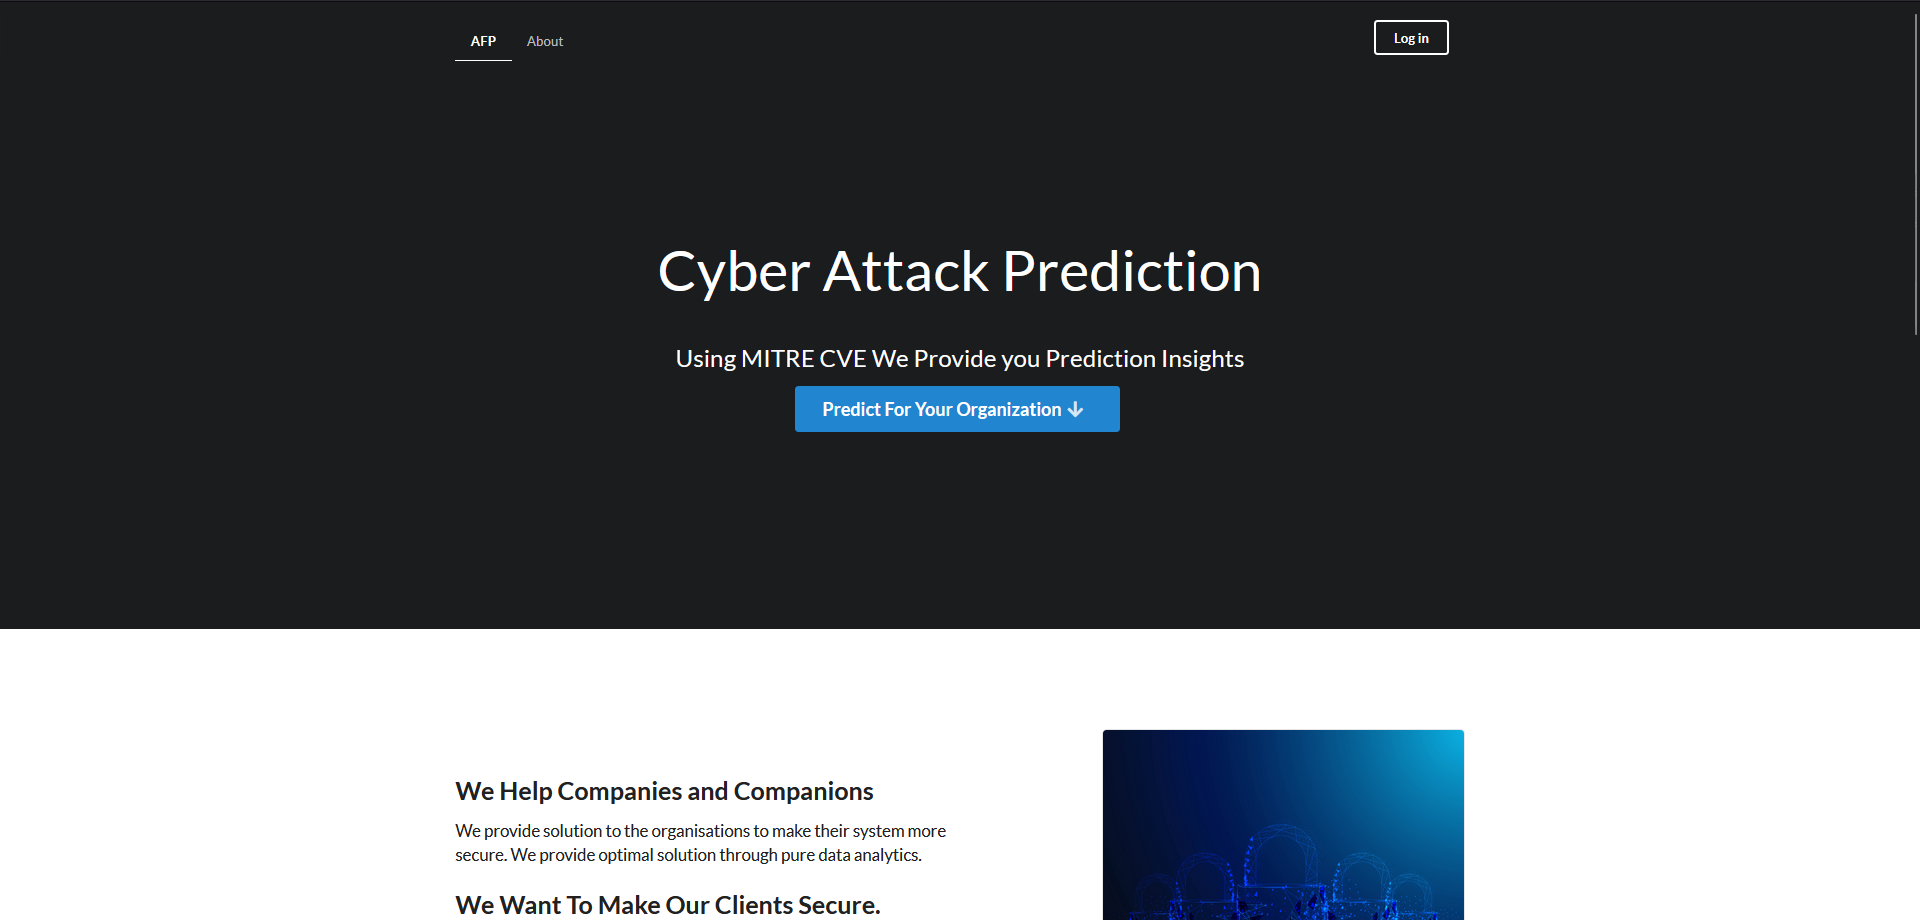 AFP
About
Log in
Cyber Attack Prediction
Using MITRE CVE We Provide you Prediction Insights
Predict For Your Organization
We Help Companies and Companions
We provide solution to the organisations to make their system more
secure. We provide optimal solution through pure data analytics.
We Want To Make Our Clients Secure.